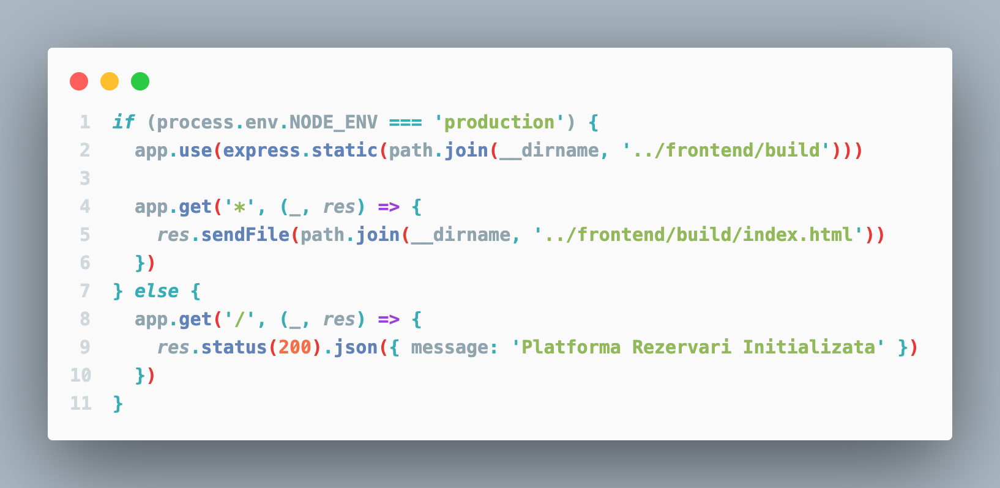 1 if (process.env.NODE_ENV === 'production') {
2 app.use(express.static(path.join(__dirname, '../frontend/build')))
3
4 app.get('*', (_, res) => {
5 res.sendFile(path.join(__dirname, '../frontend/build/index.html'))
6 })
7 } else {
8 app.get('/', (_, res) => {
9 res.status(200).json({ message: 'Platforma Rezervari Initializata' })
10 })
11 }